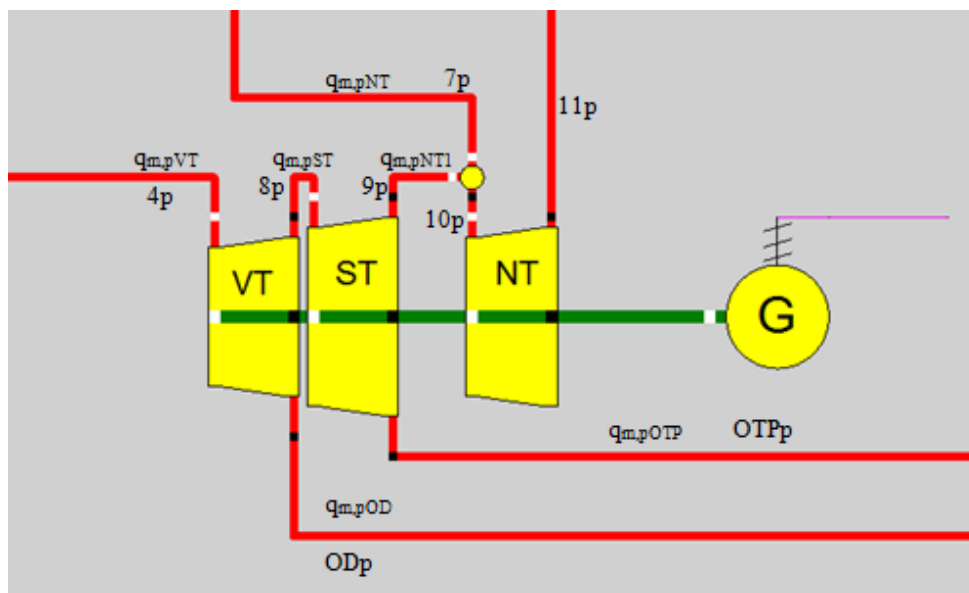 qm,pNT
7p
11p
qm,pVT
qm,pST
qm,pNT1
4p
8p
9p
10p
VT
ST
NT
G
qm,pOTP
OTPp
qm,pOD
ODp